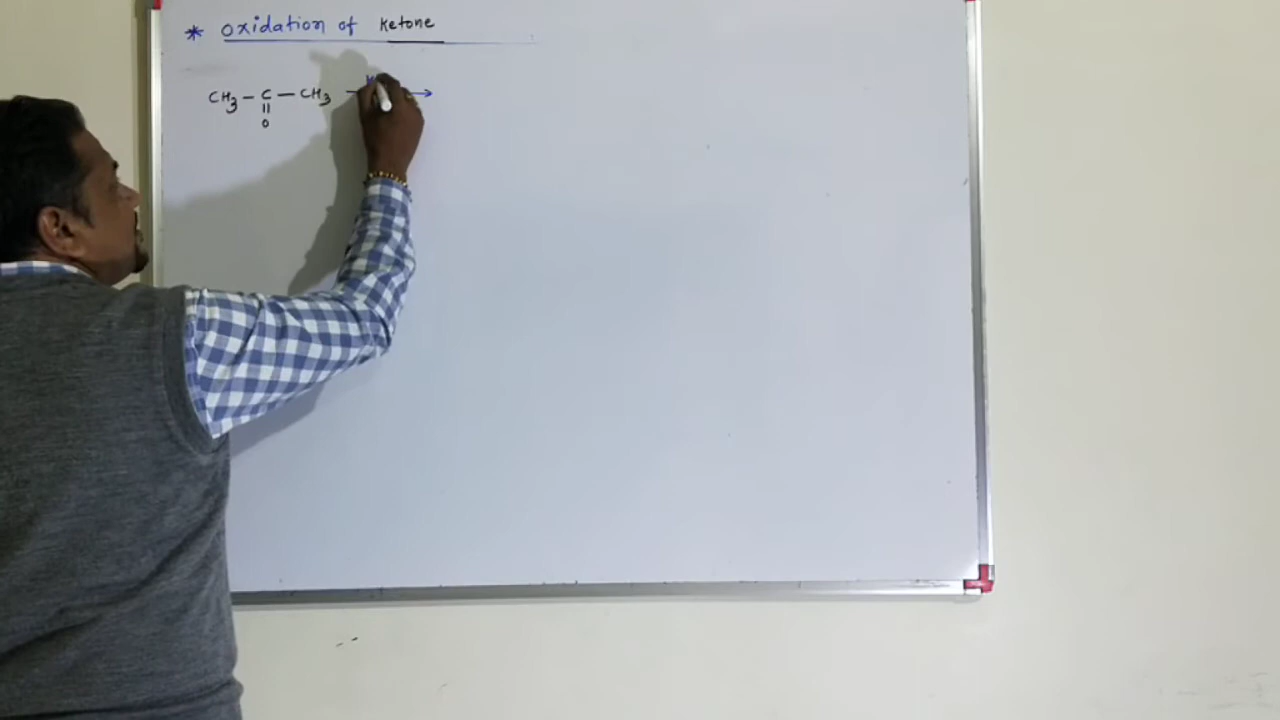 * Oxidation of Ketone
CH3 – C – CH3 →
||
O